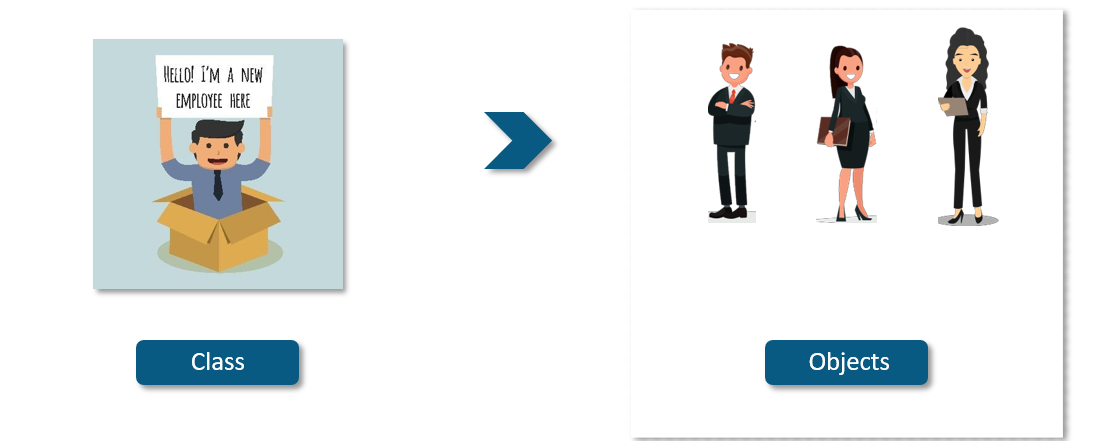 HELLO! I'M A NEW
EMPLOYEE HERE
Class
Objects